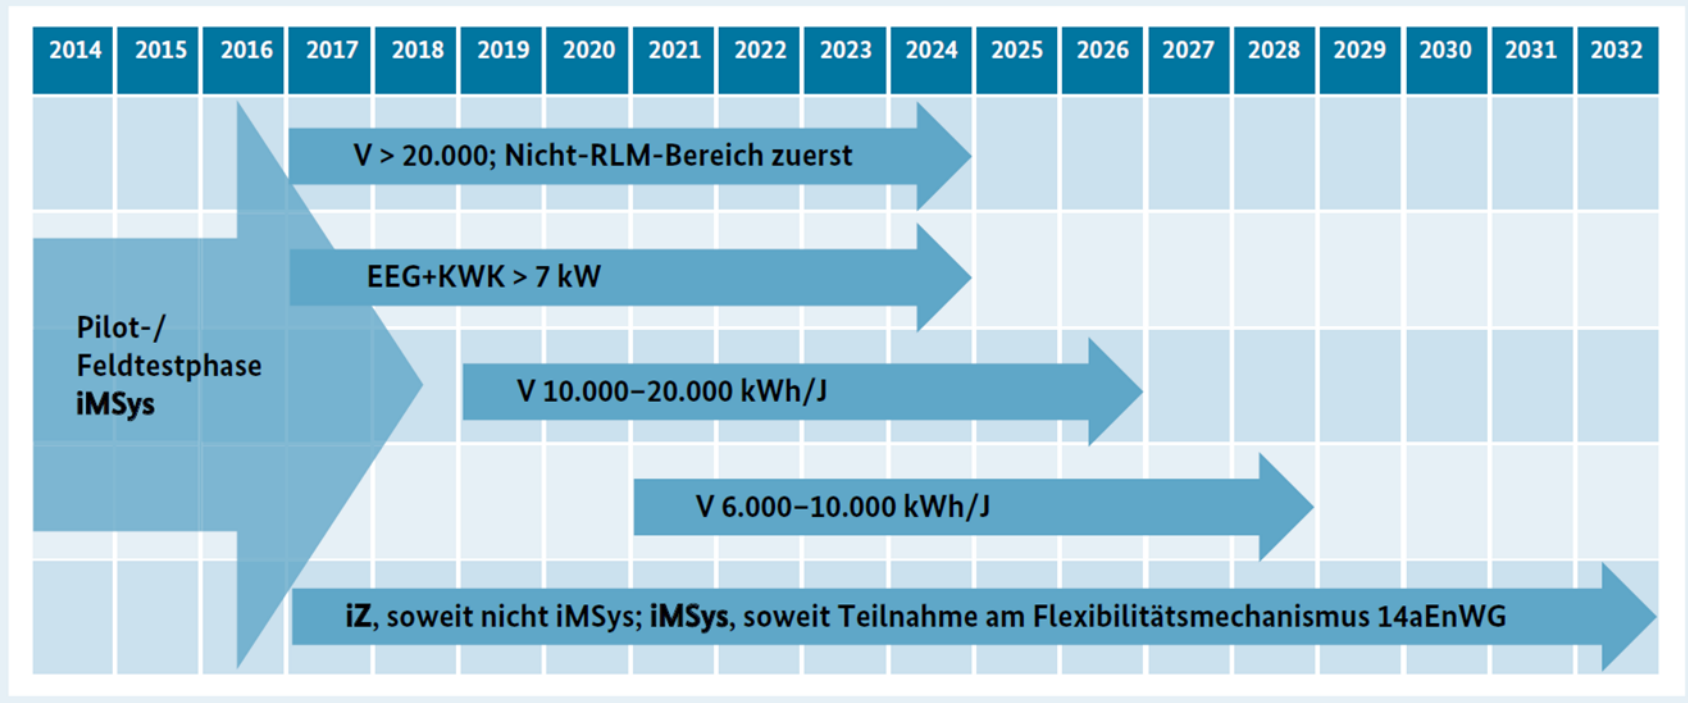 2014 2015 2016 2017 2018 2019 2020 2021 2022 2023 2024 2025 2026 2027 2028 2029 2030 2031 2032
V > 20.000; Nicht-RLM-Bereich zuerst
EEG+KWK > 7 kW
Pilot-/
Feldtestphase
iMSys
V 10.000–20.000 kWh/J
V 6.000–10.000 kWh/J
iZ, soweit nicht iMSys; iMSys, soweit Teilnahme am Flexibilitätsmechanismus 14aEnWG